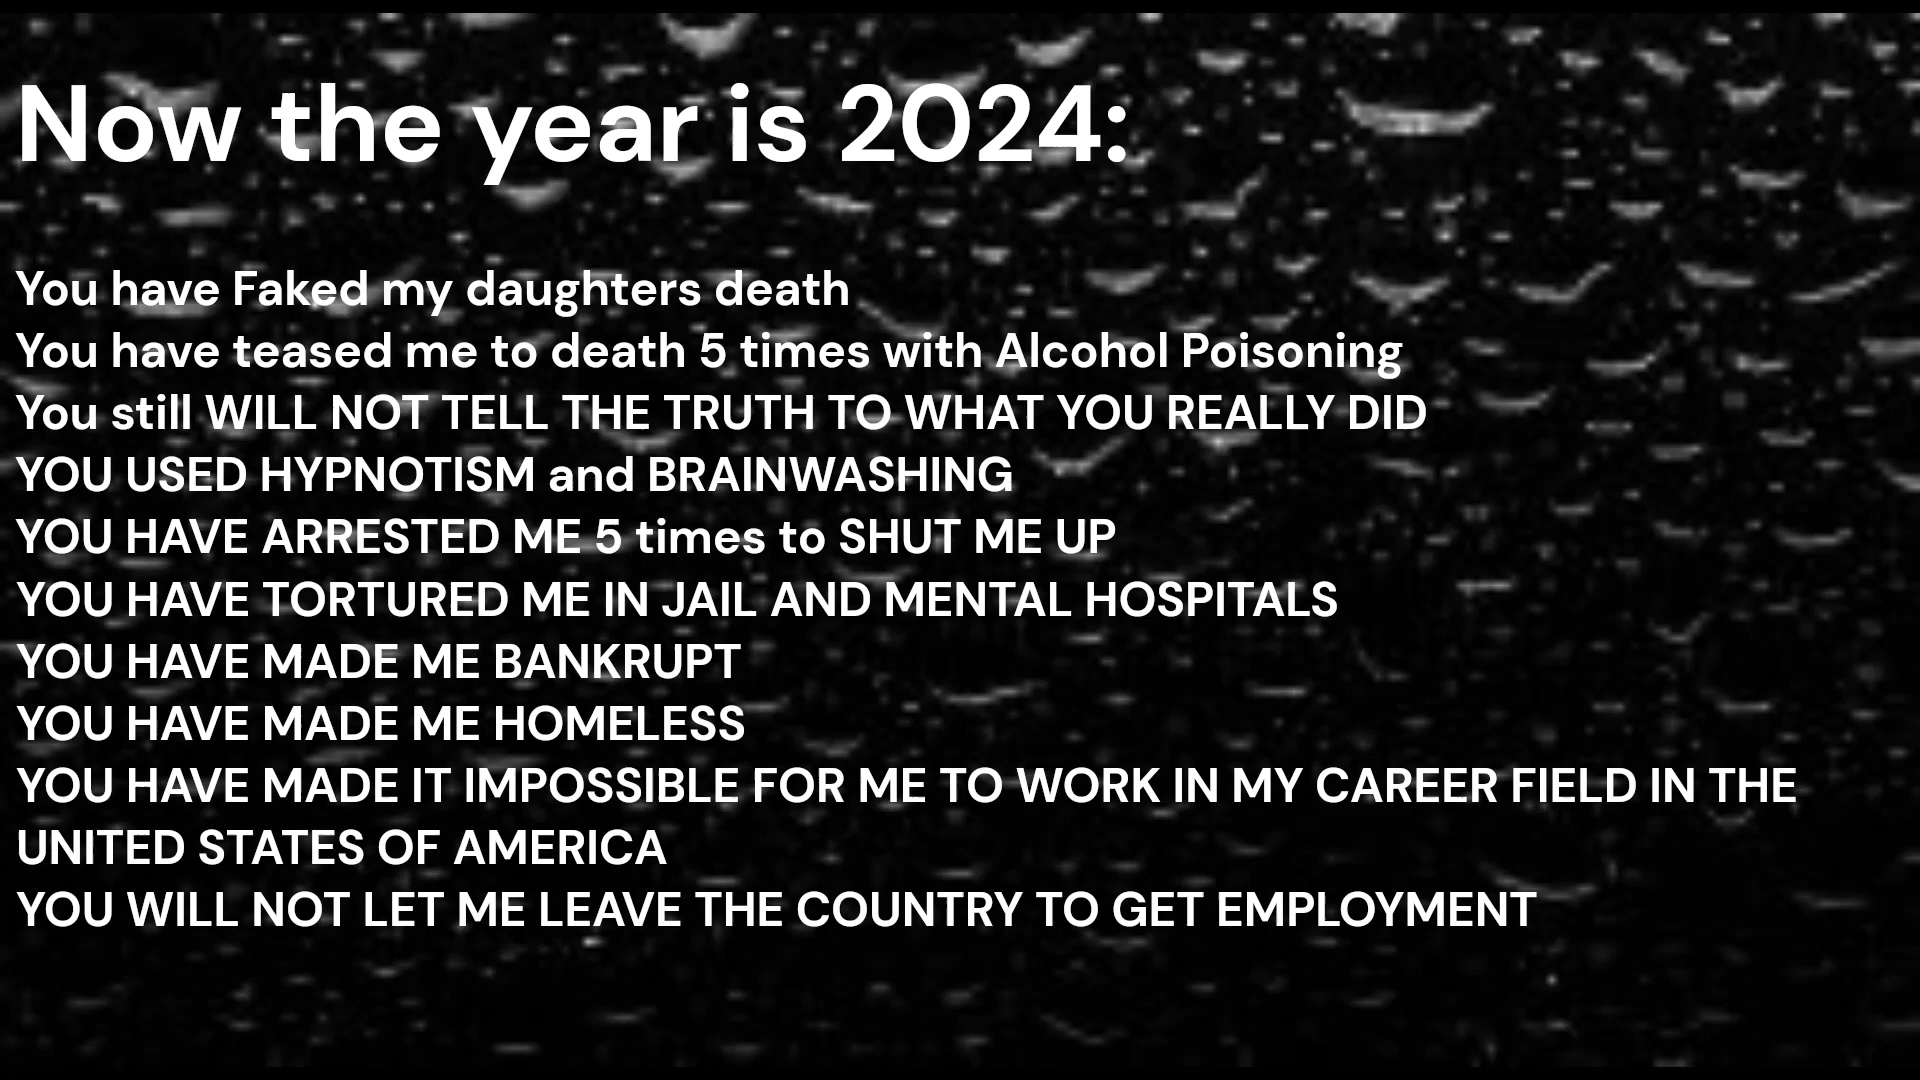 Now the year is 2024:
You have Faked my daughters death
You have teased me to death 5 times with Alcohol Poisoning
You still WILL NOT TELL THE TRUTH TO WHAT YOU REALLY DID
YOU USED HYPNOTISM and BRAINWASHING
YOU HAVE ARRESTED ME 5 times to SHUT ME UP
YOU HAVE TORTURED ME IN JAIL AND MENTAL HOSPITALS
YOU HAVE MADE ME BANKRUPT
YOU HAVE MADE ME HOMELESS
YOU HAVE MADE IT IMPOSSIBLE FOR ME TO WORK IN MY CAREER FIELD IN THE
UNITED STATES OF AMERICA
YOU WILL NOT LET ME LEAVE THE COUNTRY TO GET EMPLOYMENT